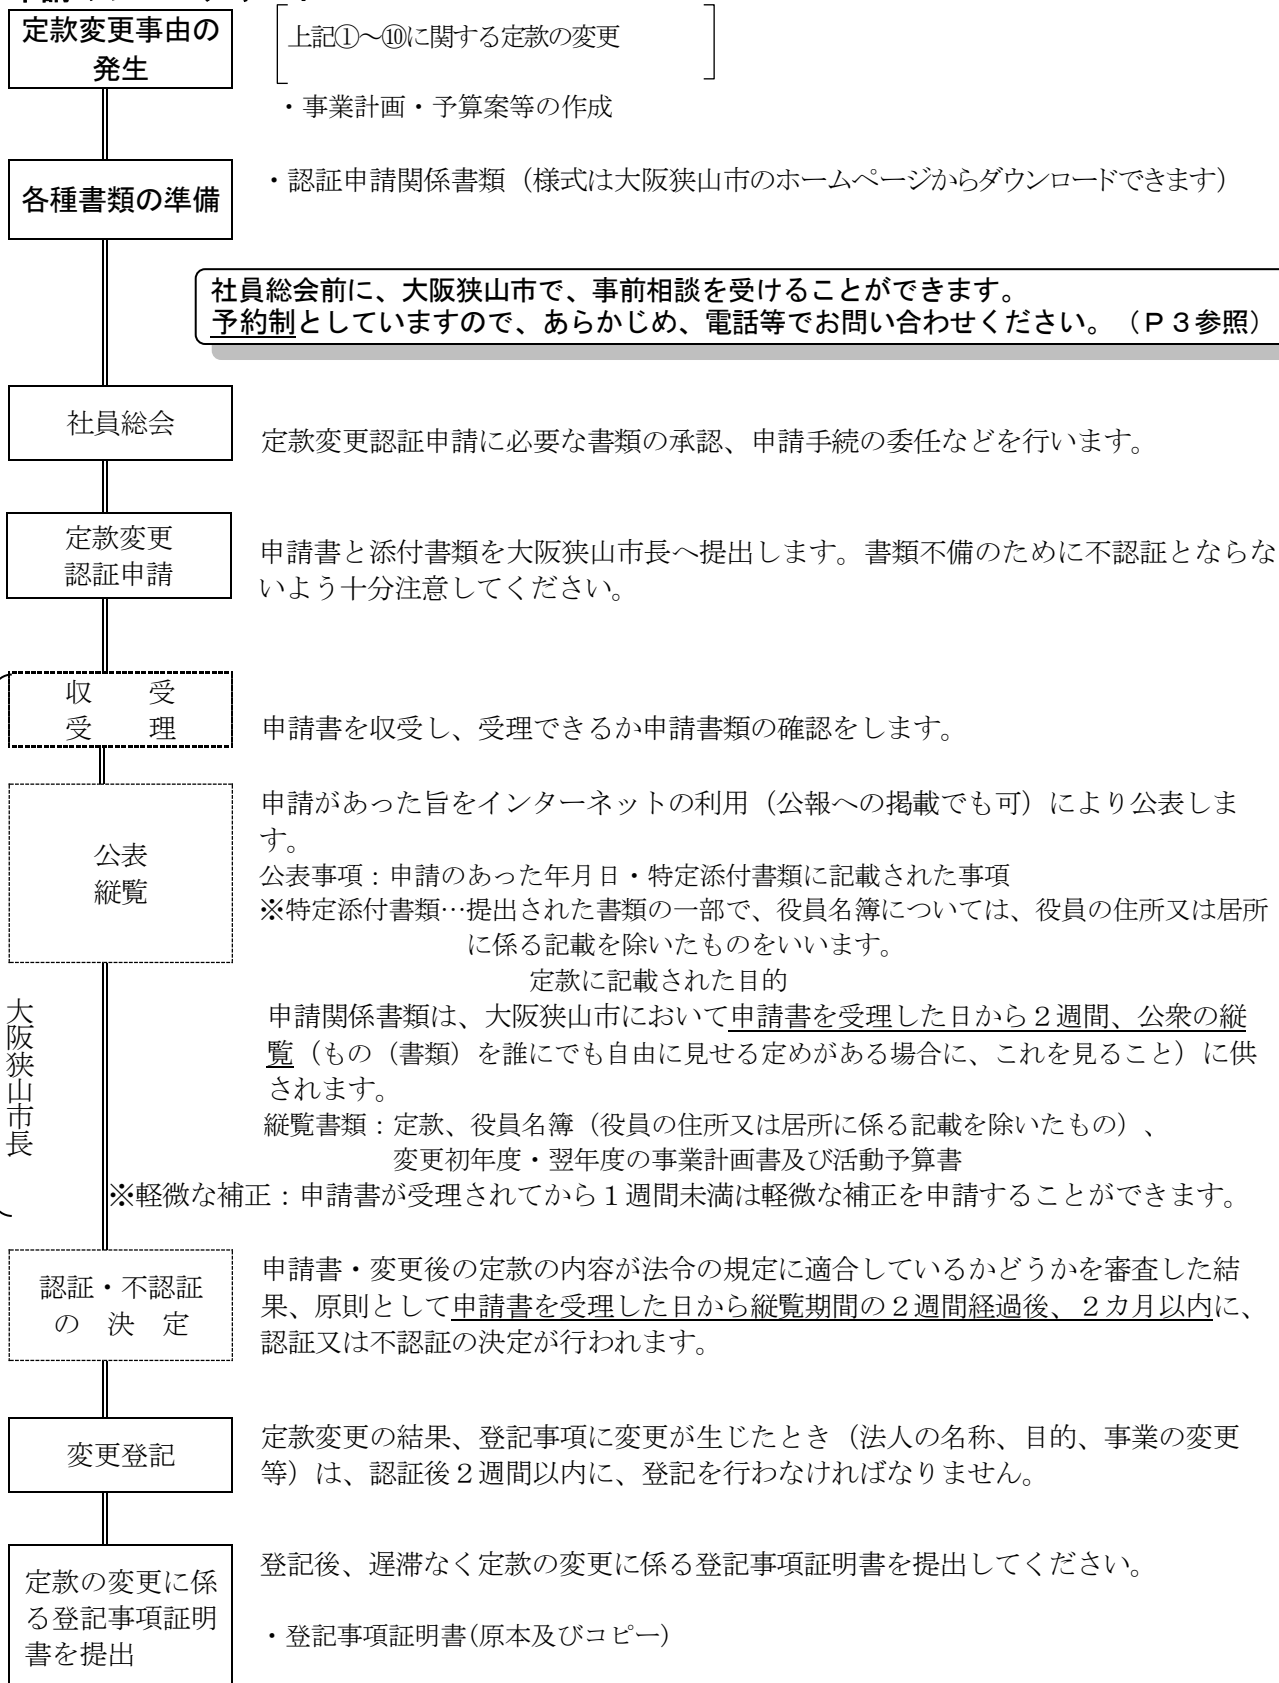 定款変更事由の
発生
上記①～⑩に関する定款の変更
・事業計画・予算案等の作成
各種書類の準備
・認証申請関係書類（様式は大阪狭山市のホームページからダウンロードできます）
社員総会前に、大阪狭山市で、事前相談を受けることができます。
予約制としていますので、あらかじめ、電話等でお問い合わせください。（Ｐ３参照）
社員総会
定款変更認証申請に必要な書類の承認、申請手続の委任などを行います。
定款変更
認証申請
申請書と添付書類を大阪狭山市長へ提出します。書類不備のために不認証とならな
いよう十分注意してください。
収　　受
受　　理
申請書を収受し、受理できるか申請書類の確認をします。
公表
縦覧
申請があった旨をインターネットの利用（公報への掲載でも可）により公表しま
す。
公表事項：申請のあった年月日・特定添付書類に記載された事項
※特定添付書類…提出された書類の一部で、役員名簿については、役員の住所又は居所
に係る記載を除いたものをいいます。
定款に記載された目的
申請関係書類は、大阪狭山市において申請書を受理した日から２週間、公衆の縦
覧（もの（書類）を誰にでも自由に見せる定めがある場合に、これを見ること）に供
されます。
縦覧書類：定款、役員名簿（役員の住所又は居所に係る記載を除いたもの）、
変更初年度・翌年度の事業計画書及び活動予算書
※軽微な補正：申請書が受理されてから１週間未満は軽微な補正を申請することができます。
大阪狭山市長
認証・不認証
の　決　定
申請書・変更後の定款の内容が法令の規定に適合しているかどうかを審査した結
果、原則として申請書を受理した日から縦覧期間の２週間経過後、２カ月以内に、
認証又は不認証の決定が行われます。
変更登記
定款変更の結果、登記事項に変更が生じたとき（法人の名称、目的、事業の変更
等）は、認証後２週間以内に、登記を行わなければなりません。
定款の変更に係
る登記事項証明
書を提出
登記後、遅滞なく定款の変更に係る登記事項証明書を提出してください。
・登記事項証明書(原本及びコピー)